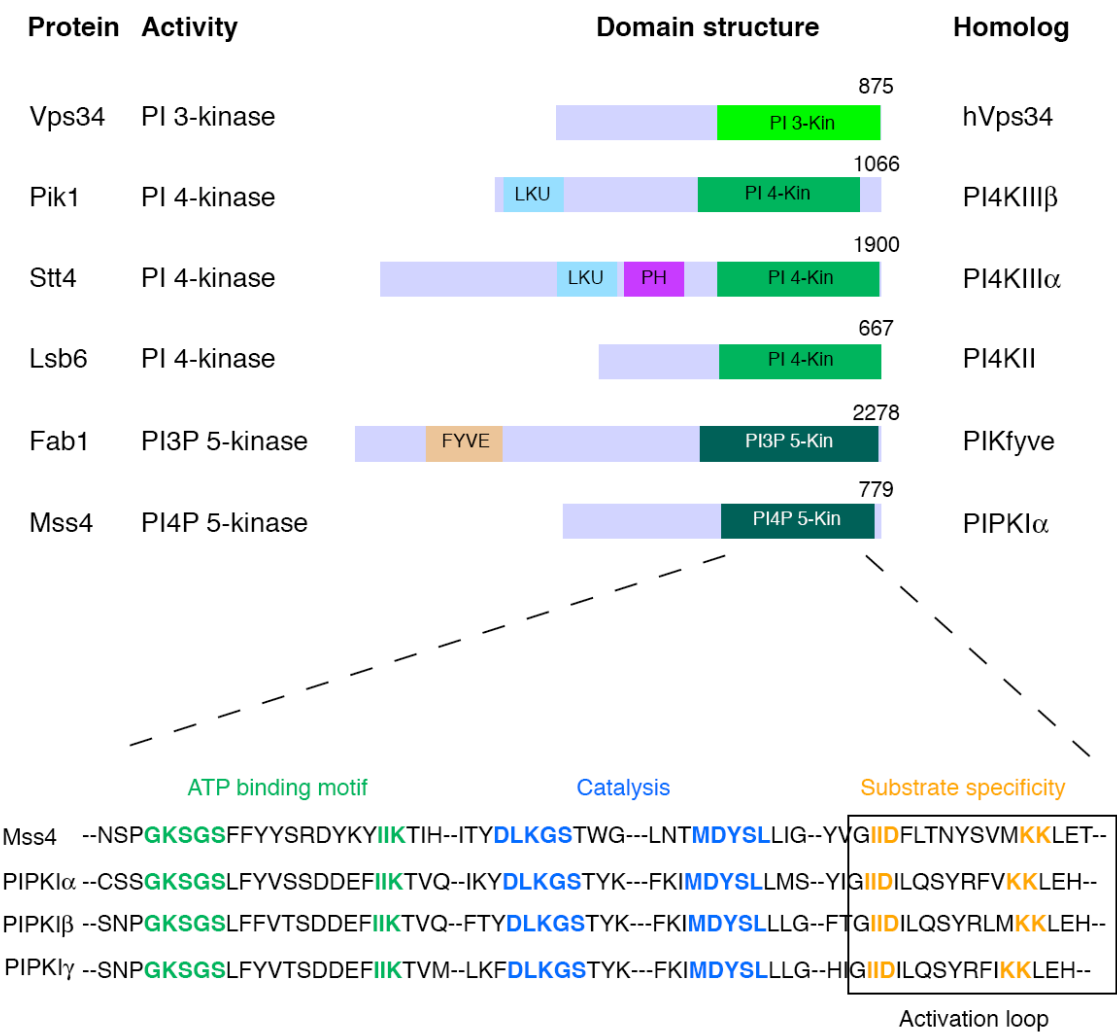 Protein Activity Domain structure Homolog
875
Vps34 PI 3-kinase PI 3-Kin hVps34
1066
Pik1 PI 4-kinase LKU PI 4-Kin PI4KIIIβ
1900
Stt4 PI 4-kinase LKU PH PI 4-Kin PI4KIIIα
667
Lsb6 PI 4-kinase PI 4-Kin PI4KII
2278
Fab1 PI3P 5-kinase FYVE PI3P 5-Kin PIKfyve
779
Mss4 PI4P 5-kinase PI4P 5-Kin PIPKIα
ATP binding motif Catalysis Substrate specificity
Mss4 --NSPGKSGSFFYYSRDYKYIIKTIH--ITYDLKGSTWG---LNTMDYSLLIG--YVGIIDFLTNYSVMKKLET--
PIPKIα --CSSGKSGSLFYVSSDDEFIIKTVQ--IKYDLKGSTYK---FKIMDYSLLMS--YIGIIDILQSYRFVKKLEH--
PIPKIβ --SNPGKSGSLFFVTSDDEFIIKTVQ--FTYDLKGSTYK---FKIMDYSLLLG--FTGIIDILQSYRLMKKLEH--
PIPKIγ --SNPGKSGSLFYVTSDDEFIIKTVM--LKFDLKGSTYK---FKIMDYSLLLG--HIGIIDILQSYRFIKKLEH--
Activation loop